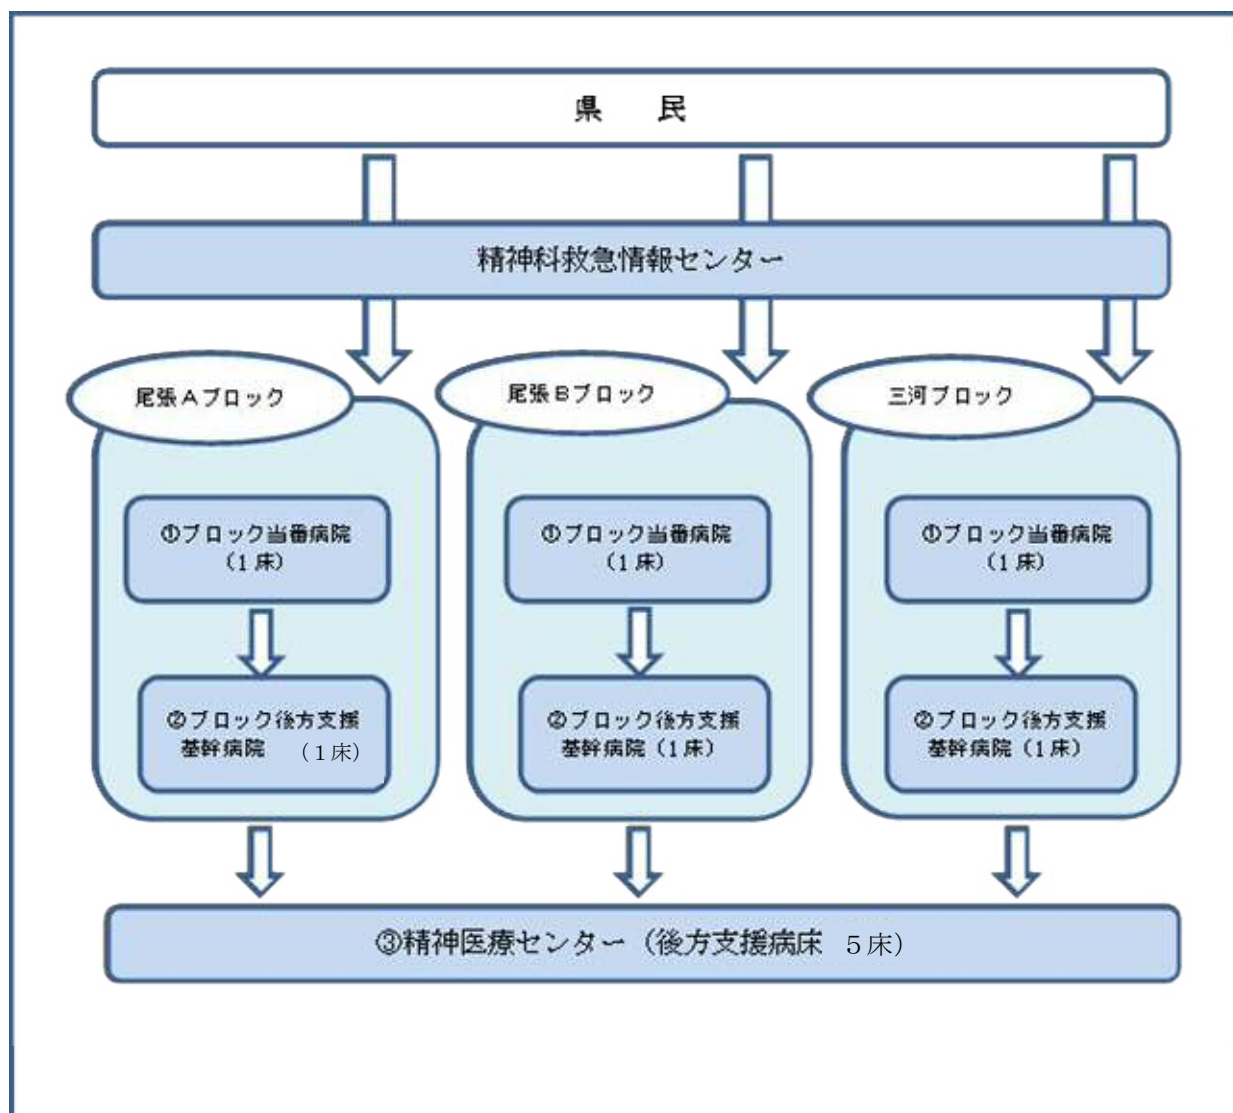 県　民
精神科救急情報センター
尾張Aブロック
尾張Bブロック
三河ブロック
①ブロック当番病院
（1床）
②ブロック後方支援
基幹病院　（１床）
①ブロック当番病院
（1床）
②ブロック後方支援
基幹病院（1床）
①ブロック当番病院
（1床）
②ブロック後方支援
基幹病院（1床）
③精神医療センター（後方支援病床　５床）